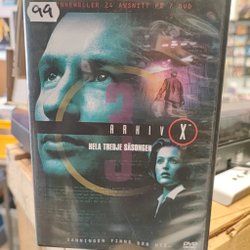 99
INNEHÅLLER 24 AVSNITT PÅ 7 DVD
3
ARKIV X
HELA TREDJE SÄSONGEN
SANNINGEN FINNS DÄR UTE
DVD